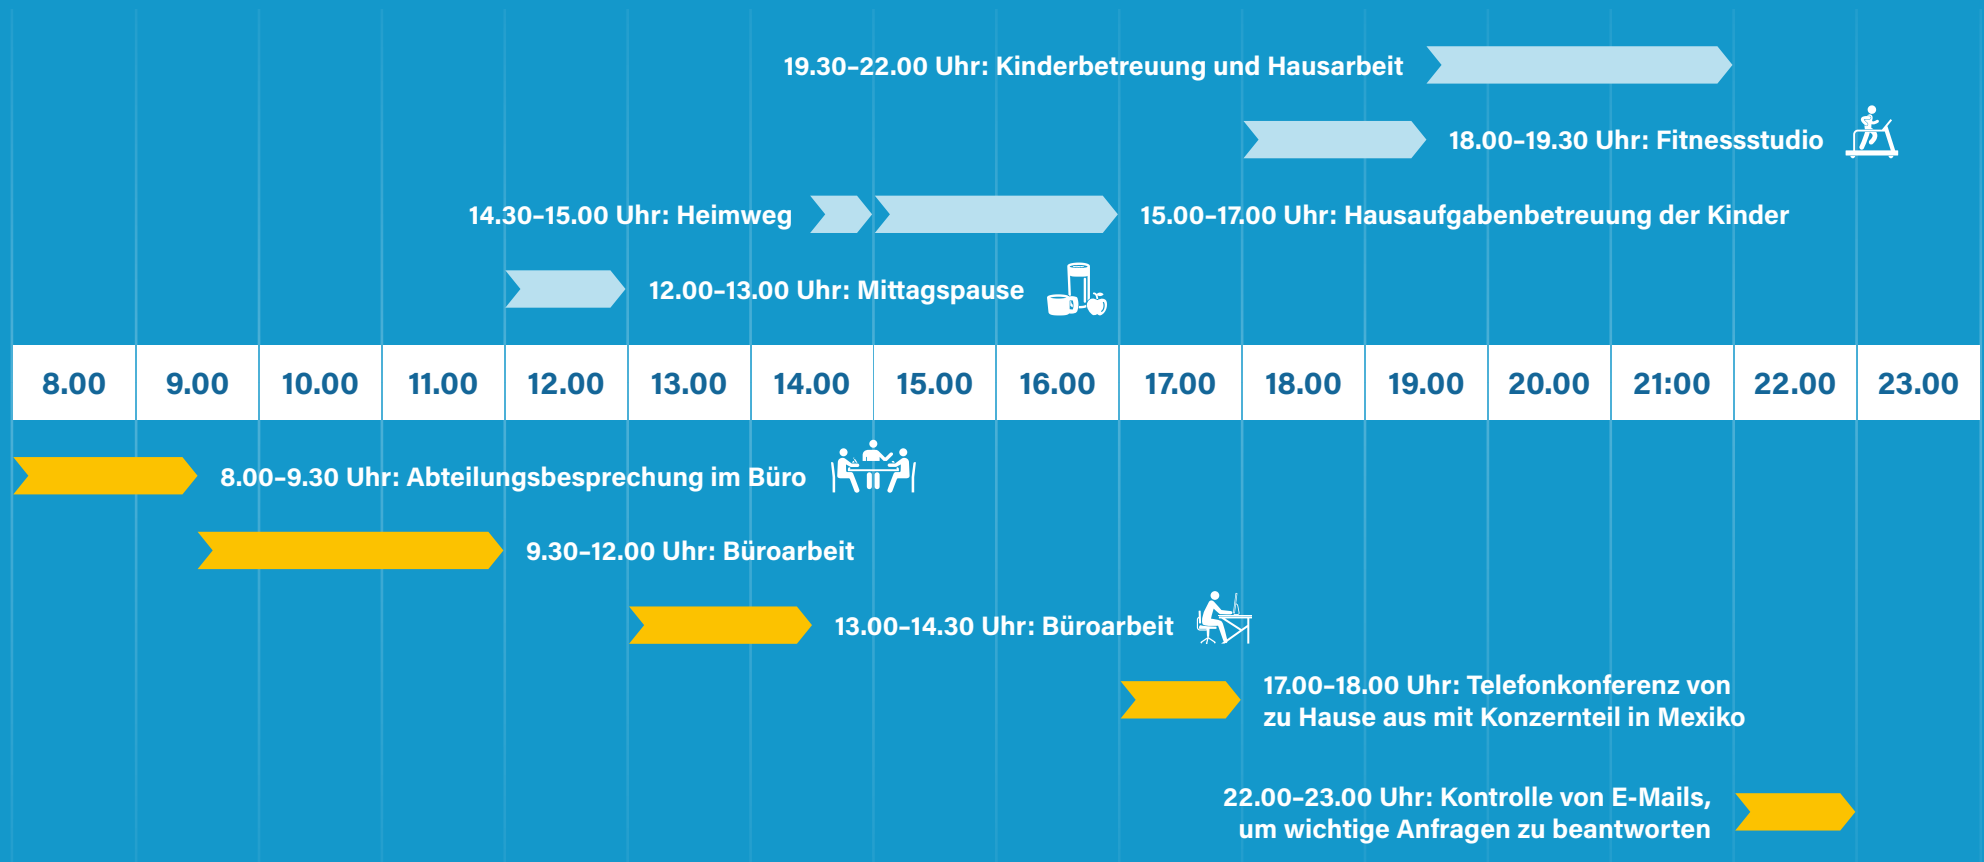 19.30–22.00 Uhr: Kinderbetreuung und Hausarbeit
18.00–19.30 Uhr: Fitnessstudio
14.30–15.00 Uhr: Heimweg
15.00–17.00 Uhr: Hausaufgabenbetreuung der Kinder
12.00–13.00 Uhr: Mittagspause
8.00 9.00 10.00 11.00 12.00 13.00 14.00 15.00 16.00 17.00 18.00 19.00 20.00 21:00 22.00 23.00
8.00–9.30 Uhr: Abteilungsbesprechung im Büro
9.30–12.00 Uhr: Büroarbeit
13.00–14.30 Uhr: Büroarbeit
17.00–18.00 Uhr: Telefonkonferenz von
zu Hause aus mit Konzernteil in Mexiko
22.00–23.00 Uhr: Kontrolle von E-Mails,
um wichtige Anfragen zu beantworten